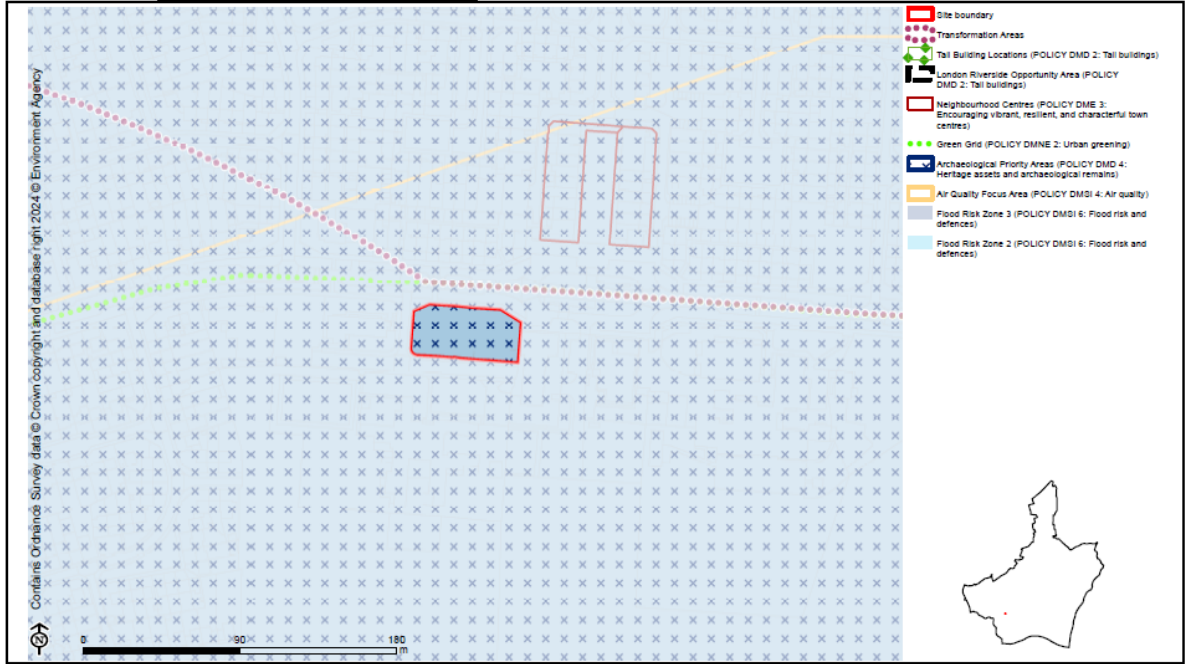 Contains Ordnance Survey data © Crown copyright and database right 2024 © Environment Agency
Site boundary
Transformation Areas
Tall Building Locations (POLICY DMD 2: Tall buildings)
London Riverside Opportunity Area (POLICY
DMD 2: Tall buildings)
Neighbourhood Centres (POLICY DME 3:
Encouraging vibrant, resilient, and characterful town
centres)
Green Grid (POLICY DMNE 2: Urban greening)
Archaeological Priority Areas (POLICY DMD 4:
Heritage assets and archaeological remains)
Air Quality Focus Area (POLICY DMSI 4: Air quality)
Flood Risk Zone 3 (POLICY DMSI 6: Flood risk and
defences)
Flood Risk Zone 2 (POLICY DMSI 6: Flood risk and
defences)
N
0 90 180
m